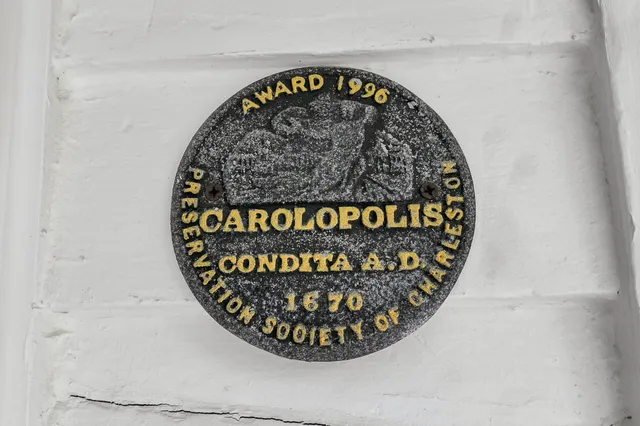 AWARD 1996
CAROLOPOLIS
CONDITA A.D.
1670
PRESERVATION SOCIETY OF CHARLESTON